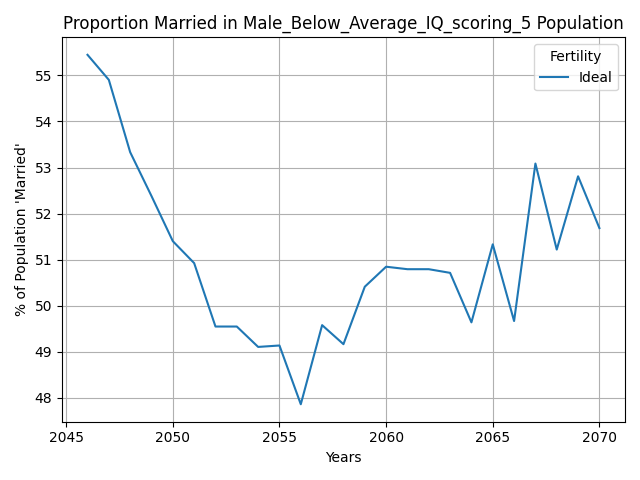 Proportion Married in Male_Below_Average_IQ_scoring_5 Population
Fertility
Ideal
% of Population 'Married'
55
54
53
52
51
50
49
48
2045
2050
2055
2060
2065
2070
Years